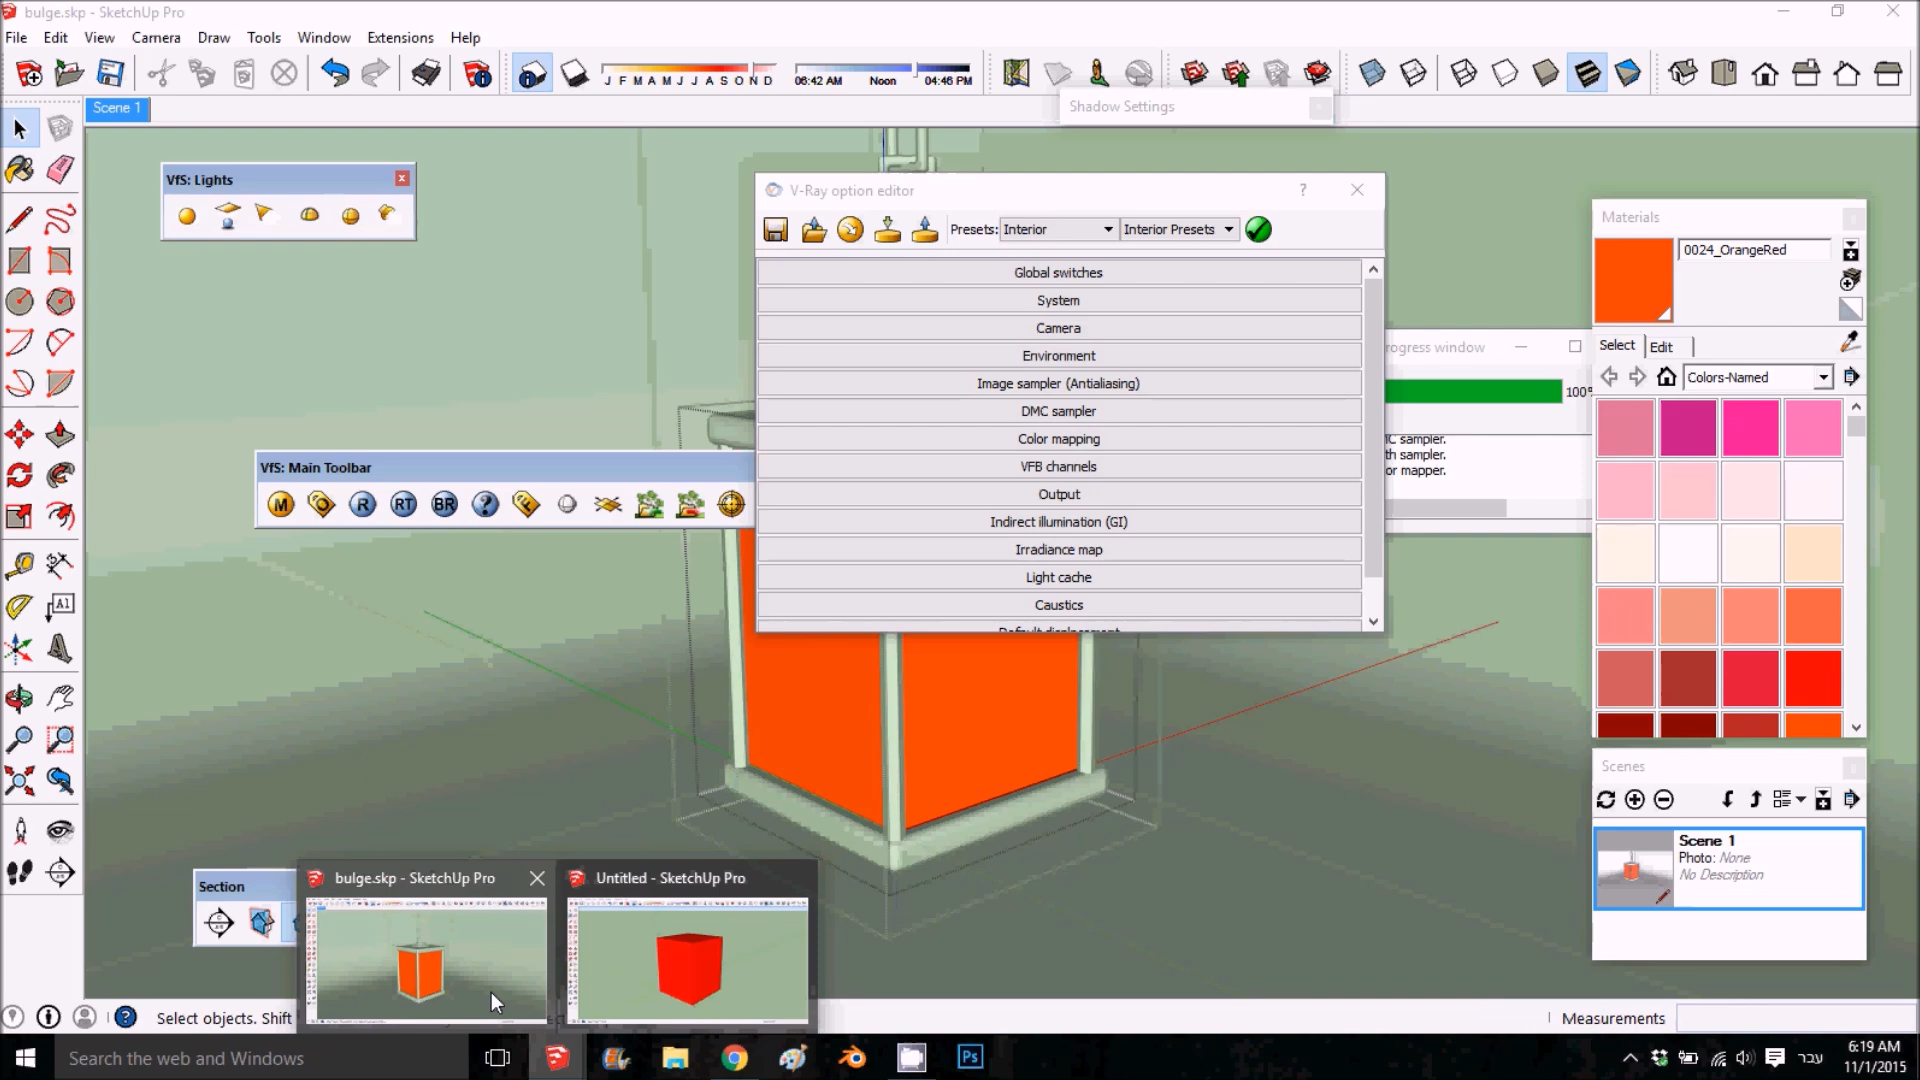 bulge.skp - SketchUp Pro
File Edit View Camera Draw Tools Window Extensions Help
J F M A M J J A S O N D
06:42 AM Noon 04:46 PM
Scene 1
Shadow Settings
VfS: Lights
V-Ray option editor
?
Presets: Interior Interior Presets
Global switches
System
Camera
Environment
Image sampler (Antialiasing)
DMC sampler
Color mapping
VFB channels
Output
Indirect illumination (GI)
Irradiance map
Light cache
Caustics
Default displacement
rogress window
100%
C sampler.
th sampler.
or mapper.
VfS: Main Toolbar
M R RT BR ? F
Materials
0024_OrangeRed
Select Edit
Colors-Named
A1
Scenes
Scene 1
Photo: None
No Description
Section
bulge.skp - SketchUp Pro
Untitled - SketchUp Pro
Select objects. Shift
Measurements
Search the web and Windows
Ps
עבר
6:19 AM
11/1/2015